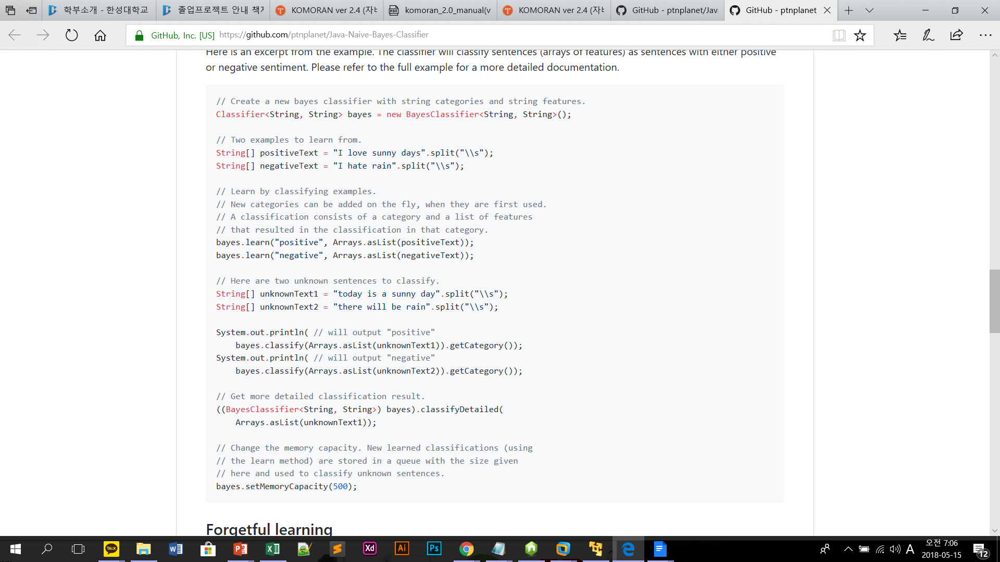 학부소개 - 한성대학교
졸업프로젝트 안내 책
KOMORAN ver 2.4 (자
komoran_2.0_manual(v
KOMORAN ver 2.4 (자
GitHub - ptnplanet/Jav
GitHub - ptnplanet
GitHub, Inc. [US] https://github.com/ptnplanet/Java-Naive-Bayes-Classifier
Here is an excerpt from the example. The classifier will classify sentences (arrays of features) as sentences with either positive
or negative sentiment. Please refer to the full example for a more detailed documentation.
// Create a new bayes classifier with string categories and string features.
Classifier<String, String> bayes = new BayesClassifier<String, String>();
// Two examples to learn from.
String[] positiveText = "I love sunny days".split("\\s");
String[] negativeText = "I hate rain".split("\\s");
// Learn by classifying examples.
// New categories can be added on the fly, when they are first used.
// A classification consists of a category and a list of features
// that resulted in the classification in that category.
bayes.learn("positive", Arrays.asList(positiveText));
bayes.learn("negative", Arrays.asList(negativeText));
// Here are two unknown sentences to classify.
String[] unknownText1 = "today is a sunny day".split("\\s");
String[] unknownText2 = "there will be rain".split("\\s");
System.out.println( // will output "positive"
    bayes.classify(Arrays.asList(unknownText1)).getCategory());
System.out.println( // will output "negative"
    bayes.classify(Arrays.asList(unknownText2)).getCategory());
// Get more detailed classification result.
((BayesClassifier<String, String>) bayes).classifyDetailed(
    Arrays.asList(unknownText1));
// Change the memory capacity. New learned classifications (using
// the learn method) are stored in a queue with the size given
// here and used to classify unknown sentences.
bayes.setMemoryCapacity(500);
Forgetful learning
TALK
Xd
Ai
Ps
A
오전 7:06
2018-05-15
12